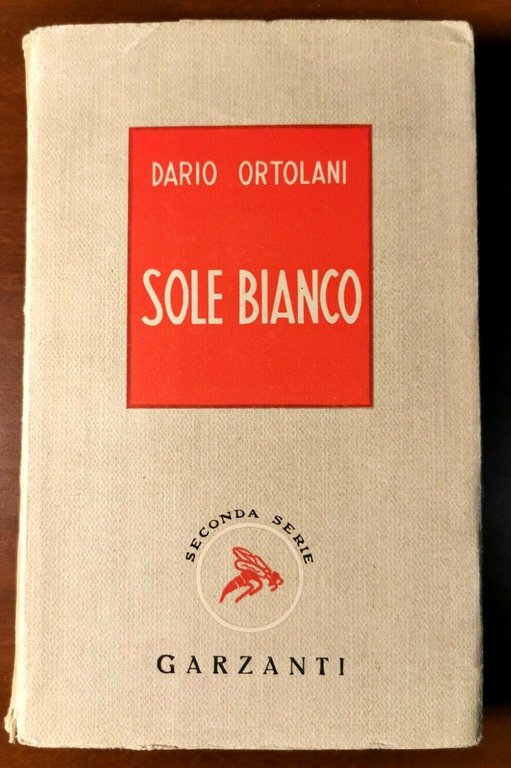 DARIO ORTOLANI
SOLE BIANCO
SECONDA SERIE
GARZANTI